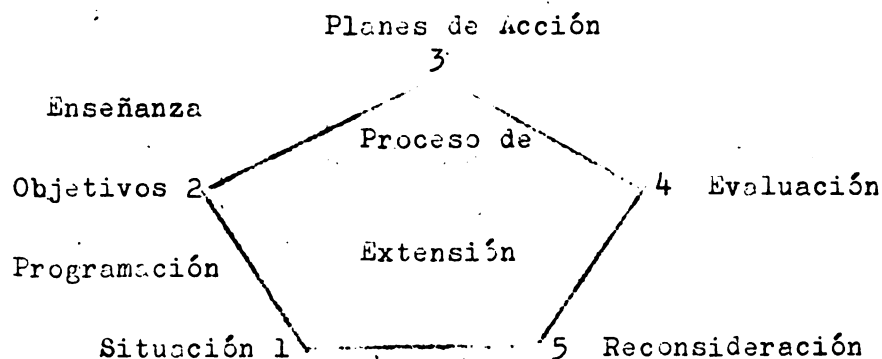 Planes de Acción
3
Enseñanza
Proceso de
Objetivos 2
4 Evaluación
Programación
Extensión
Situación 1
5 Reconsideración